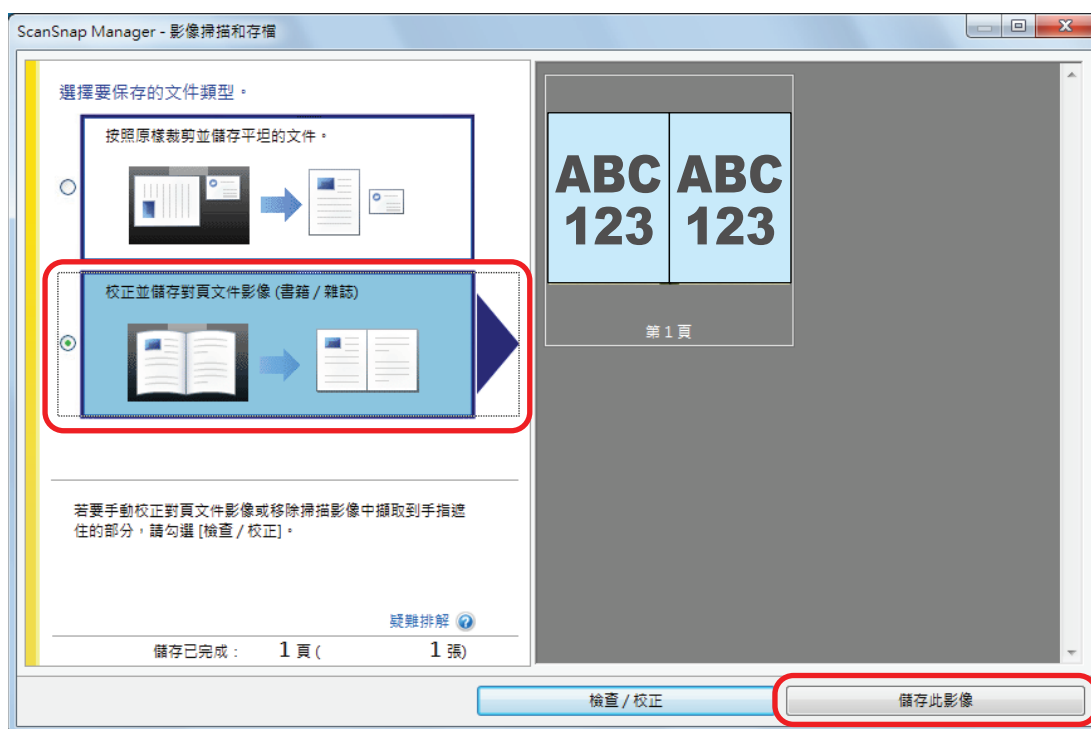 ScanSnap Manager - 影像掃描和存檔
選擇要保存的文件類型。
按照原樣裁剪並儲存平坦的文件。
校正並儲存對頁文件影像 (書籍 / 雜誌)
若要手動校正對頁文件影像或移除掃描影像中擷取到手指遮
住的部分，請勾選 [檢查 / 校正]。
疑難排解
儲存已完成 : 1 頁 ( 1 張)
ABC ABC
123 123
第 1 頁
檢查 / 校正
儲存此影像